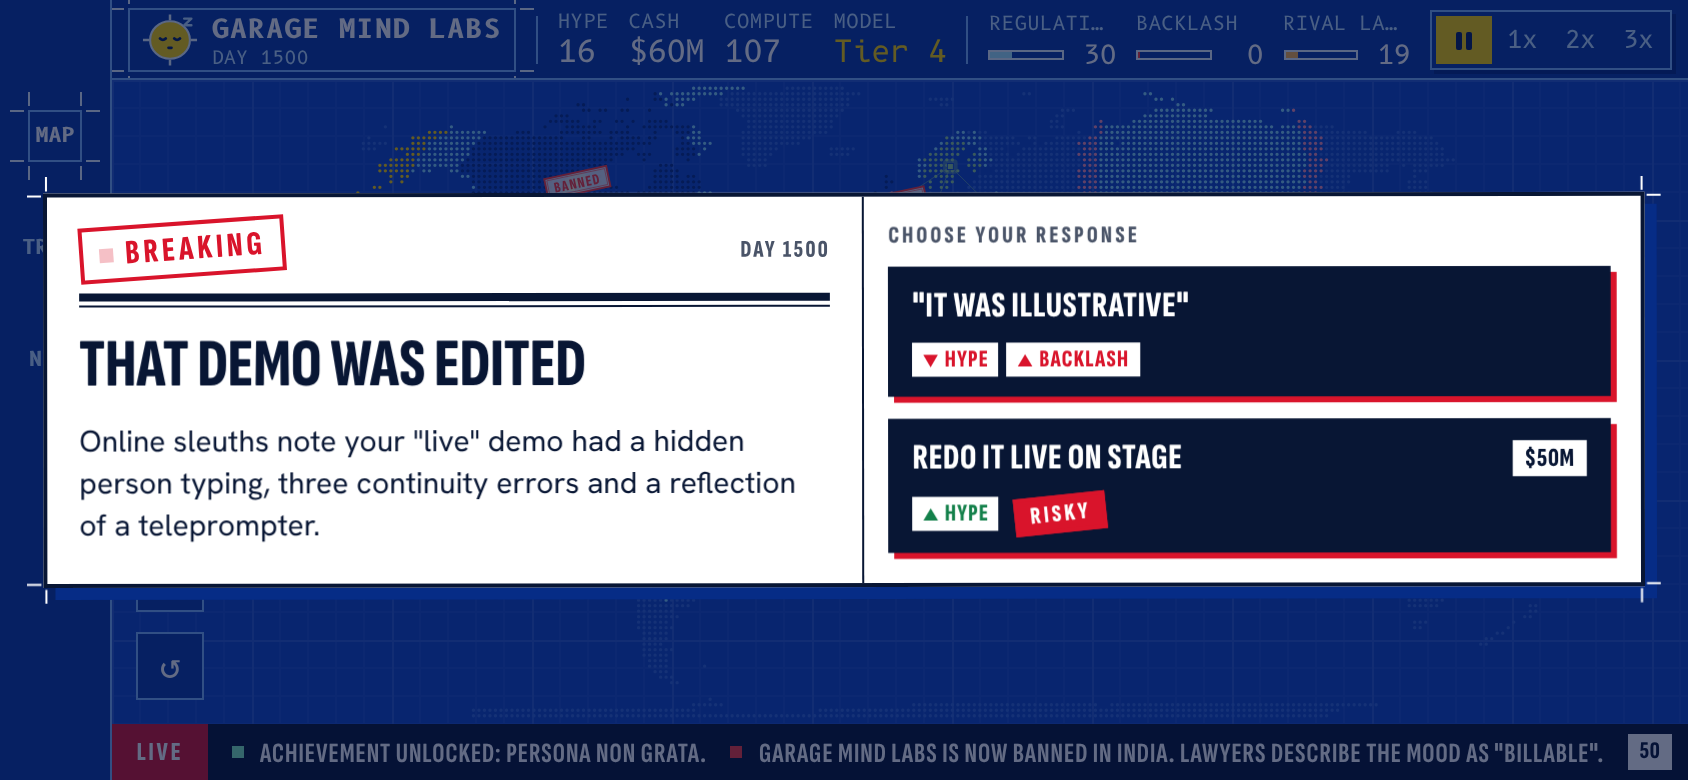 GARAGE MIND LABS
DAY 1500
HYPE
16
CASH
$60M
COMPUTE
107
MODEL
Tier 4
REGULATI…
30
BACKLASH
0
RIVAL LA…
19
1x 2x 3x
MAP
BANNED
TR
N
BREAKING
DAY 1500
THAT DEMO WAS EDITED
Online sleuths note your "live" demo had a hidden
person typing, three continuity errors and a reflection
of a teleprompter.
CHOOSE YOUR RESPONSE
"IT WAS ILLUSTRATIVE"
▼ HYPE ▲ BACKLASH
REDO IT LIVE ON STAGE
$50M
▲ HYPE RISKY
LIVE
ACHIEVEMENT UNLOCKED: PERSONA NON GRATA.
GARAGE MIND LABS IS NOW BANNED IN INDIA. LAWYERS DESCRIBE THE MOOD AS "BILLABLE".
50